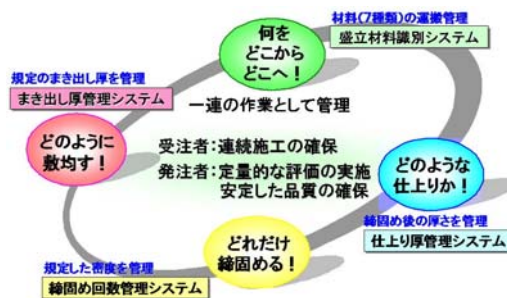 材料(7種類)の運搬管理
盛立材料識別システム
何を
どこから
どこへ！
一連の作業として管理
規定のまき出し厚を管理
まき出し厚管理システム
どのように
敷均す！
受注者：連続施工の確保
発注者：定量的な評価の実施
安定した品質の確保
どのような
仕上りか！
締固め後の厚さを管理
仕上り厚管理システム
どれだけ
締固める！
規定した密度を管理
締固め回数管理システム